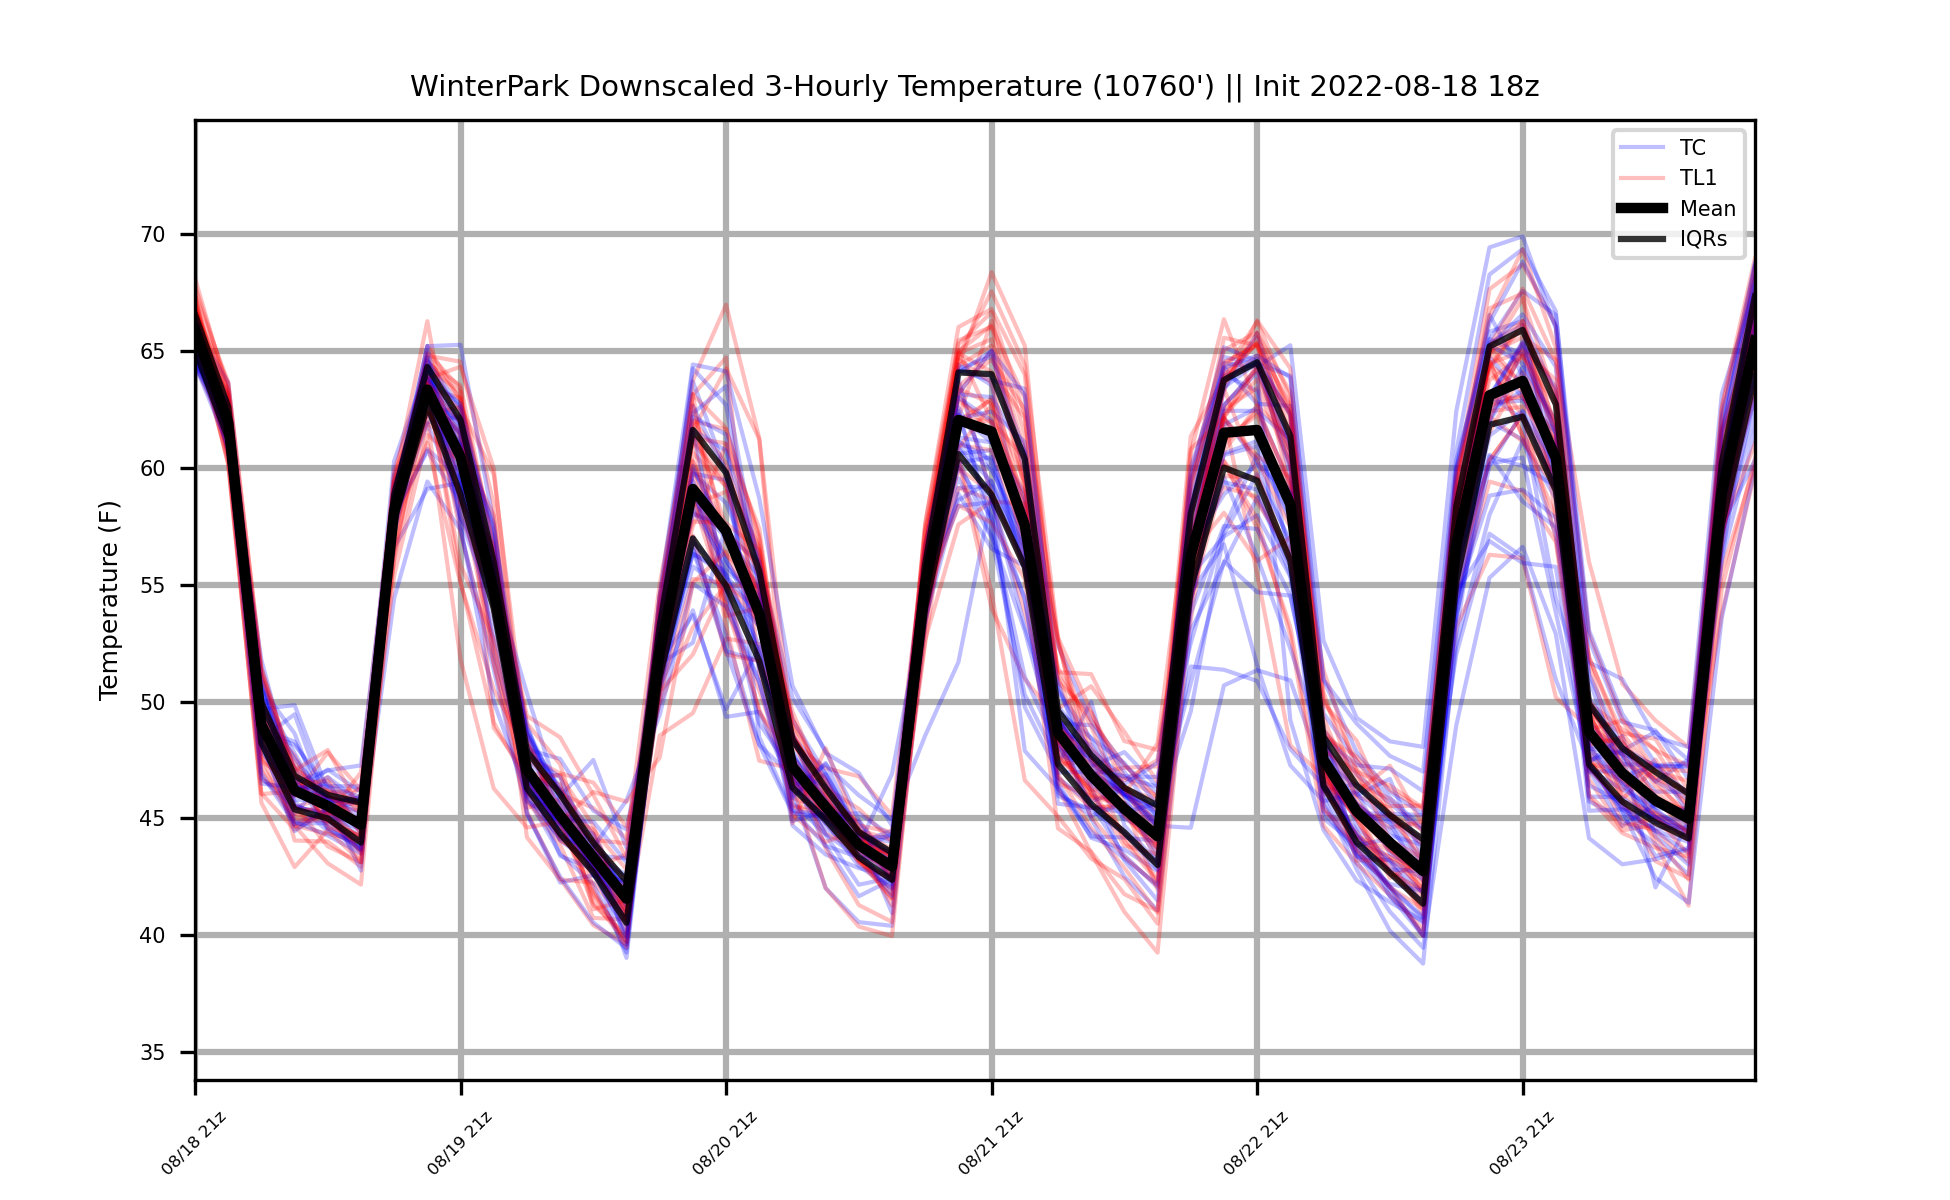 WinterPark Downscaled 3-Hourly Temperature (10760') || Init 2022-08-18 18z
TC
TL1
Mean
IQRs
Temperature (F)
70
65
60
55
50
45
40
35
08/18 21z
08/19 21z
08/20 21z
08/21 21z
08/22 21z
08/23 21z